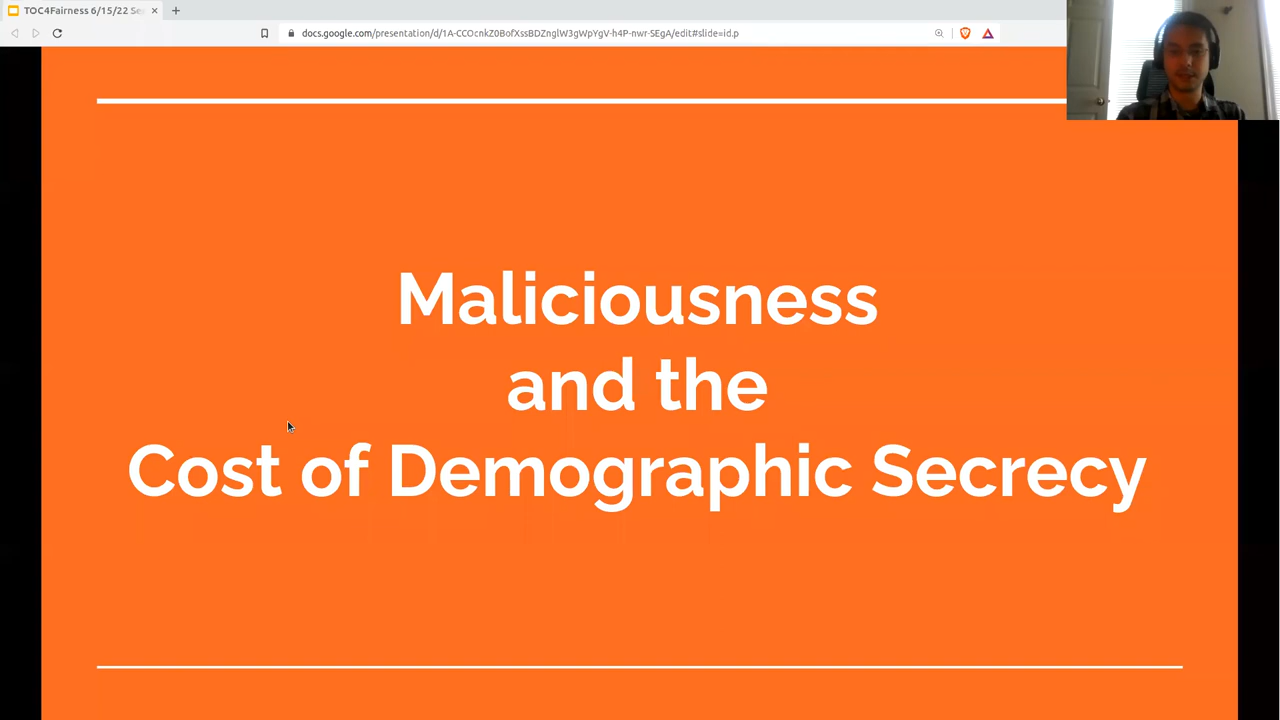 TOC4Fairness 6/15/22 Se
docs.google.com/presentation/d/1A-CCOcnkZ0BofXssBDZnglW3gWpYgV-h4P-nwr-SEgA/edit#slide=id.p
Maliciousness
and the
Cost of Demographic Secrecy